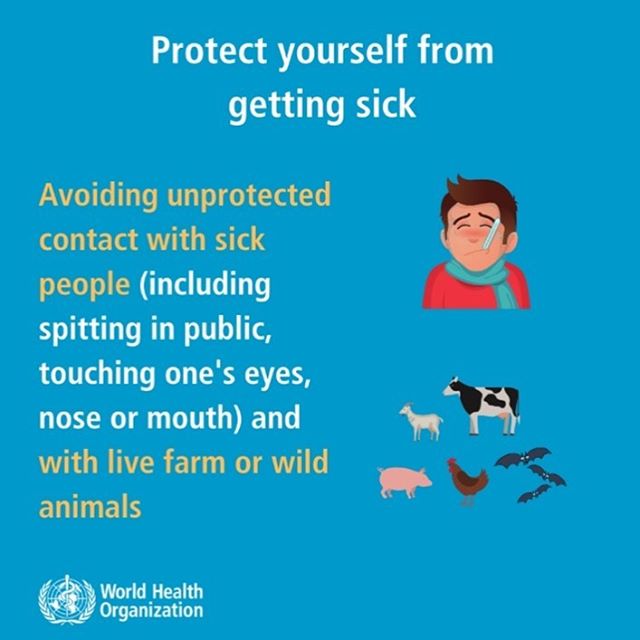 Protect yourself from
getting sick
Avoiding unprotected
contact with sick
people (including
spitting in public,
touching one's eyes,
nose or mouth) and
with live farm or wild
animals
World Health
Organization